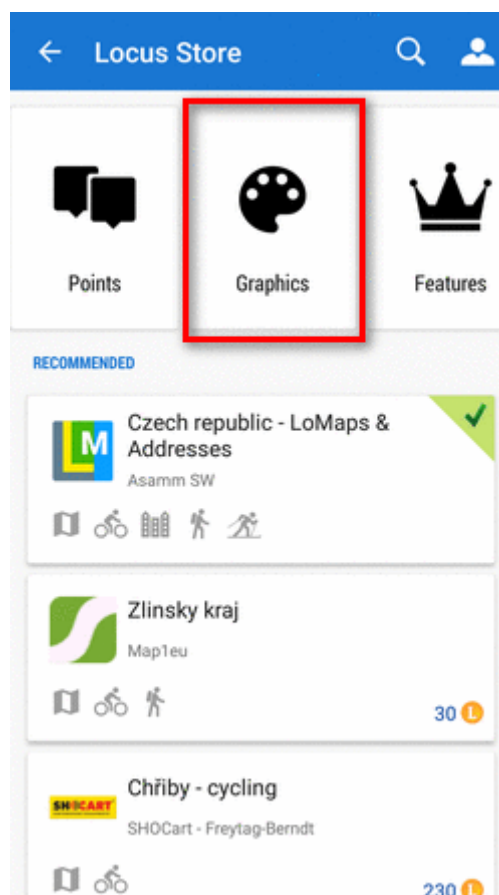 Locus Store
Points
Graphics
Features
RECOMMENDED
LM
Czech republic - LoMaps &
Addresses
Asamm SW
Zlinsky kraj
Map1eu
30 L
SHOCART
Chřiby - cycling
SHOCart - Freytag-Berndt
230 L